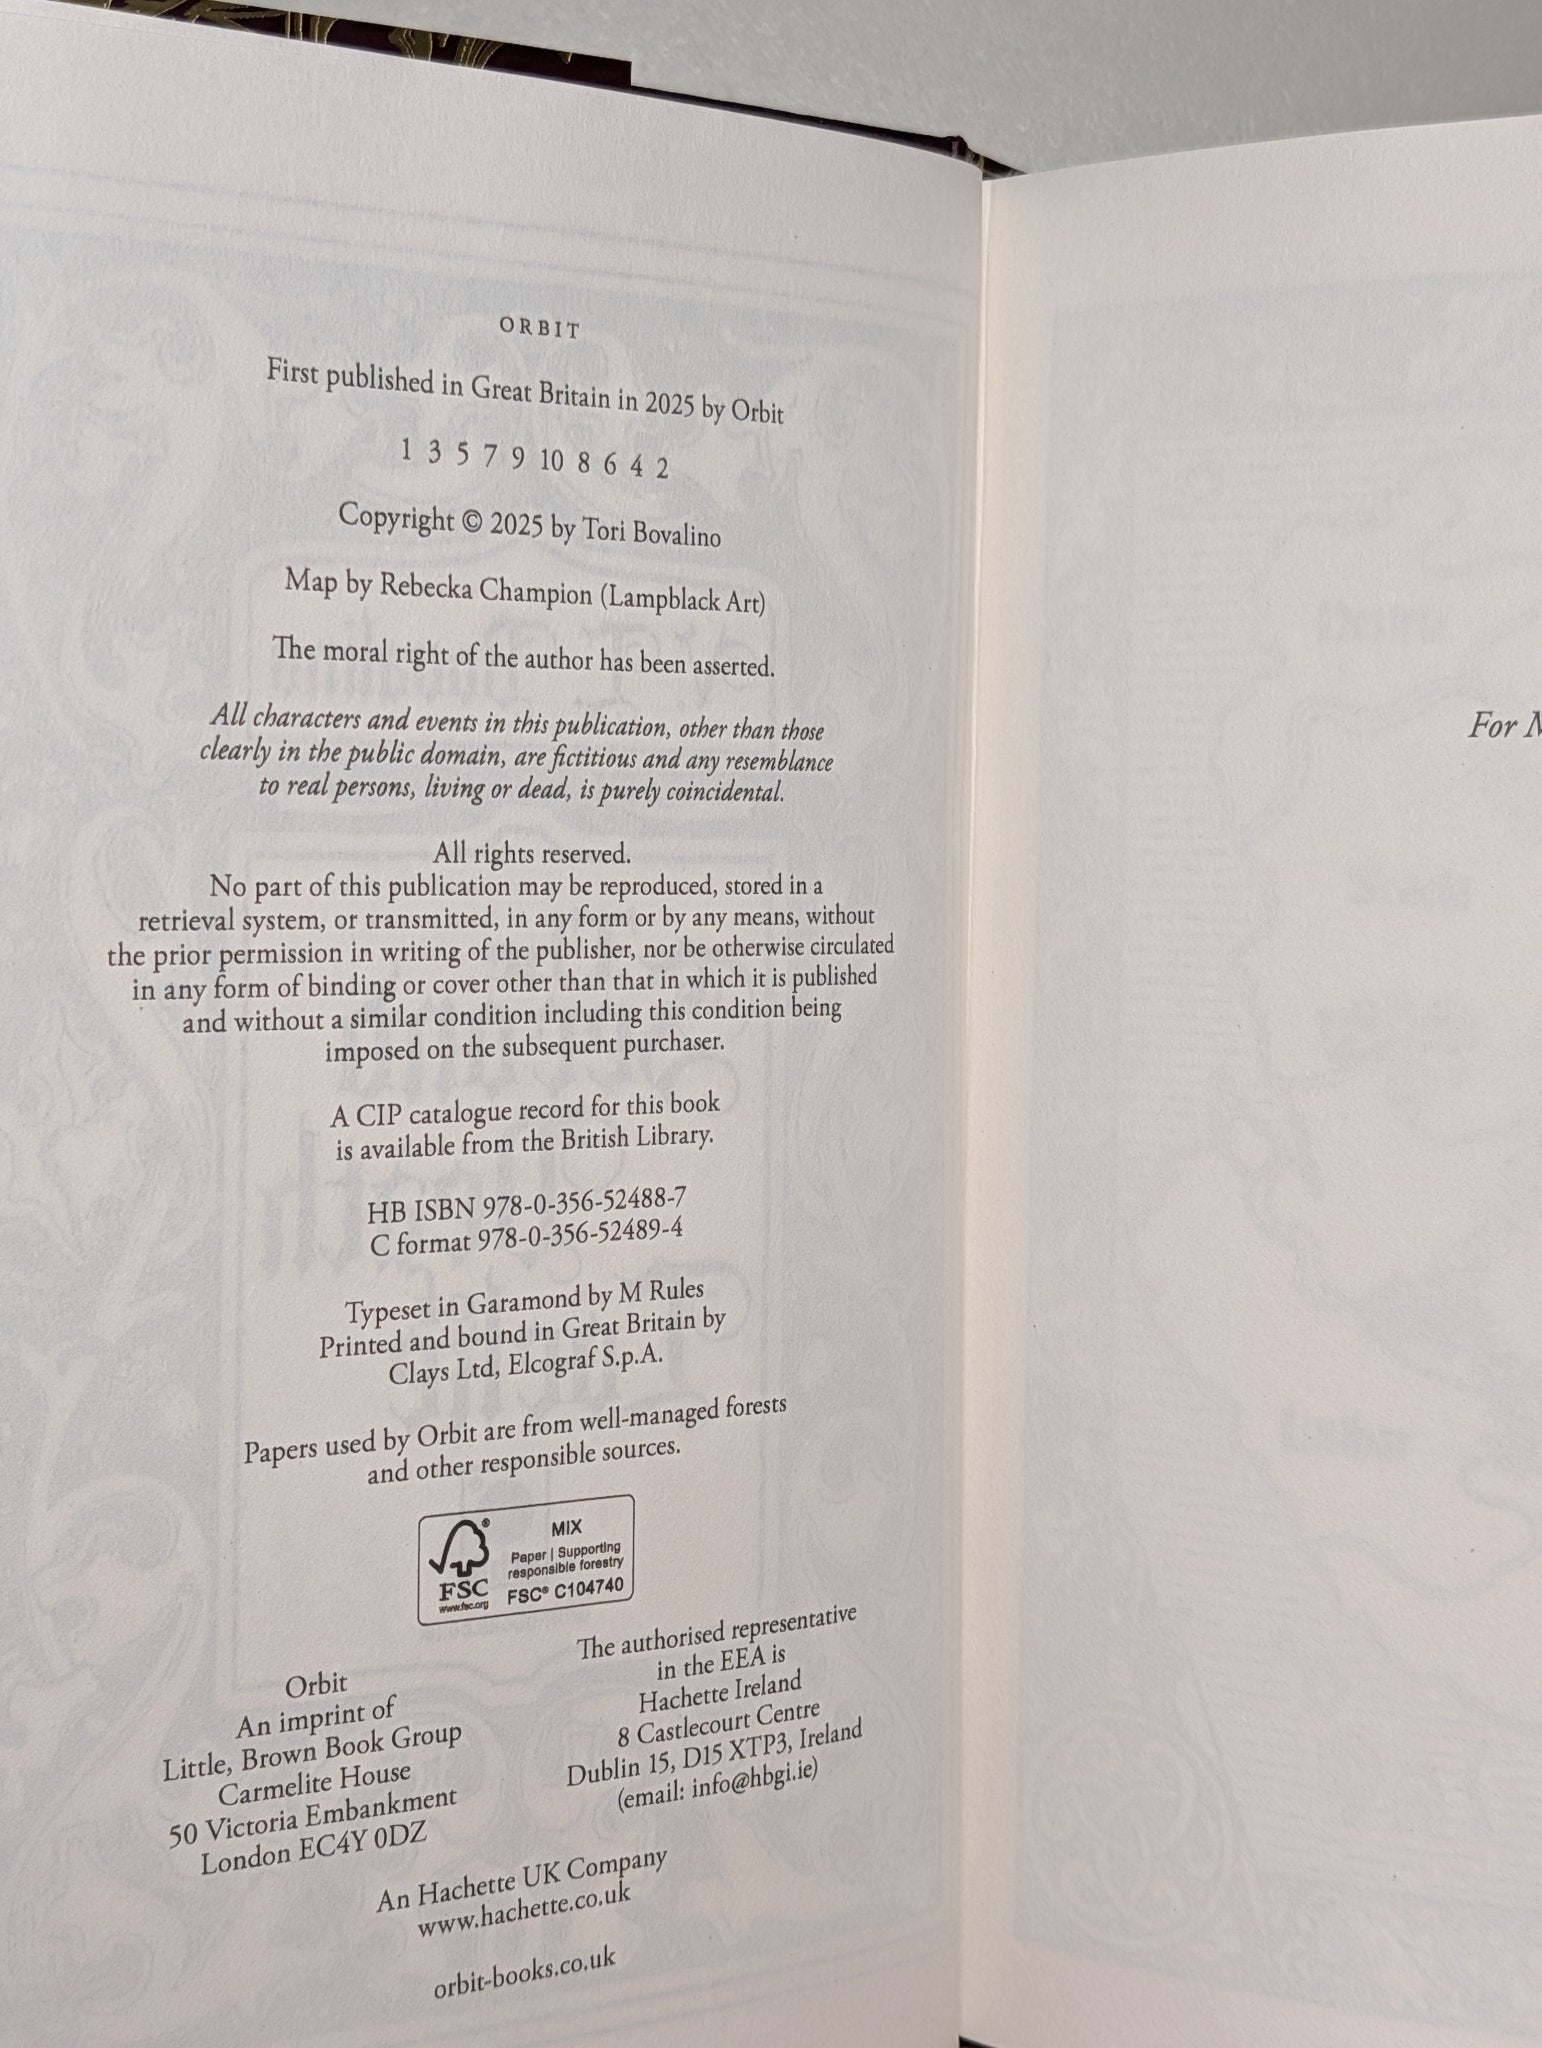 ORBIT
First published in Great Britain in 2025 by Orbit
1 3 5 7 9 10 8 6 4 2
Copyright © 2025 by Tori Bovalino
Map by Rebecka Champion (Lampblack Art)
The moral right of the author has been asserted.
All characters and events in this publication, other than those
clearly in the public domain, are fictitious and any resemblance
to real persons, living or dead, is purely coincidental.
All rights reserved.
No part of this publication may be reproduced, stored in a
retrieval system, or transmitted, in any form or by any means, without
the prior permission in writing of the publisher, nor be otherwise circulated
in any form of binding or cover other than that in which it is published
and without a similar condition including this condition being
imposed on the subsequent purchaser.
A CIP catalogue record for this book
is available from the British Library.
HB ISBN 978-0-356-52488-7
C format 978-0-356-52489-4
Typeset in Garamond by M Rules
Printed and bound in Great Britain by
Clays Ltd, Elcograf S.p.A.
Papers used by Orbit are from well-managed forests
and other responsible sources.
®
FSC
www.fsc.org
MIX
Paper | Supporting
responsible forestry
FSC® C104740
Orbit
An imprint of
Little, Brown Book Group
Carmelite House
50 Victoria Embankment
London EC4Y 0DZ
The authorised representative
in the EEA is
Hachette Ireland
8 Castlecourt Centre
Dublin 15, D15 XTP3, Ireland
(email: info@hbgi.ie)
An Hachette UK Company
www.hachette.co.uk
orbit-books.co.uk
For